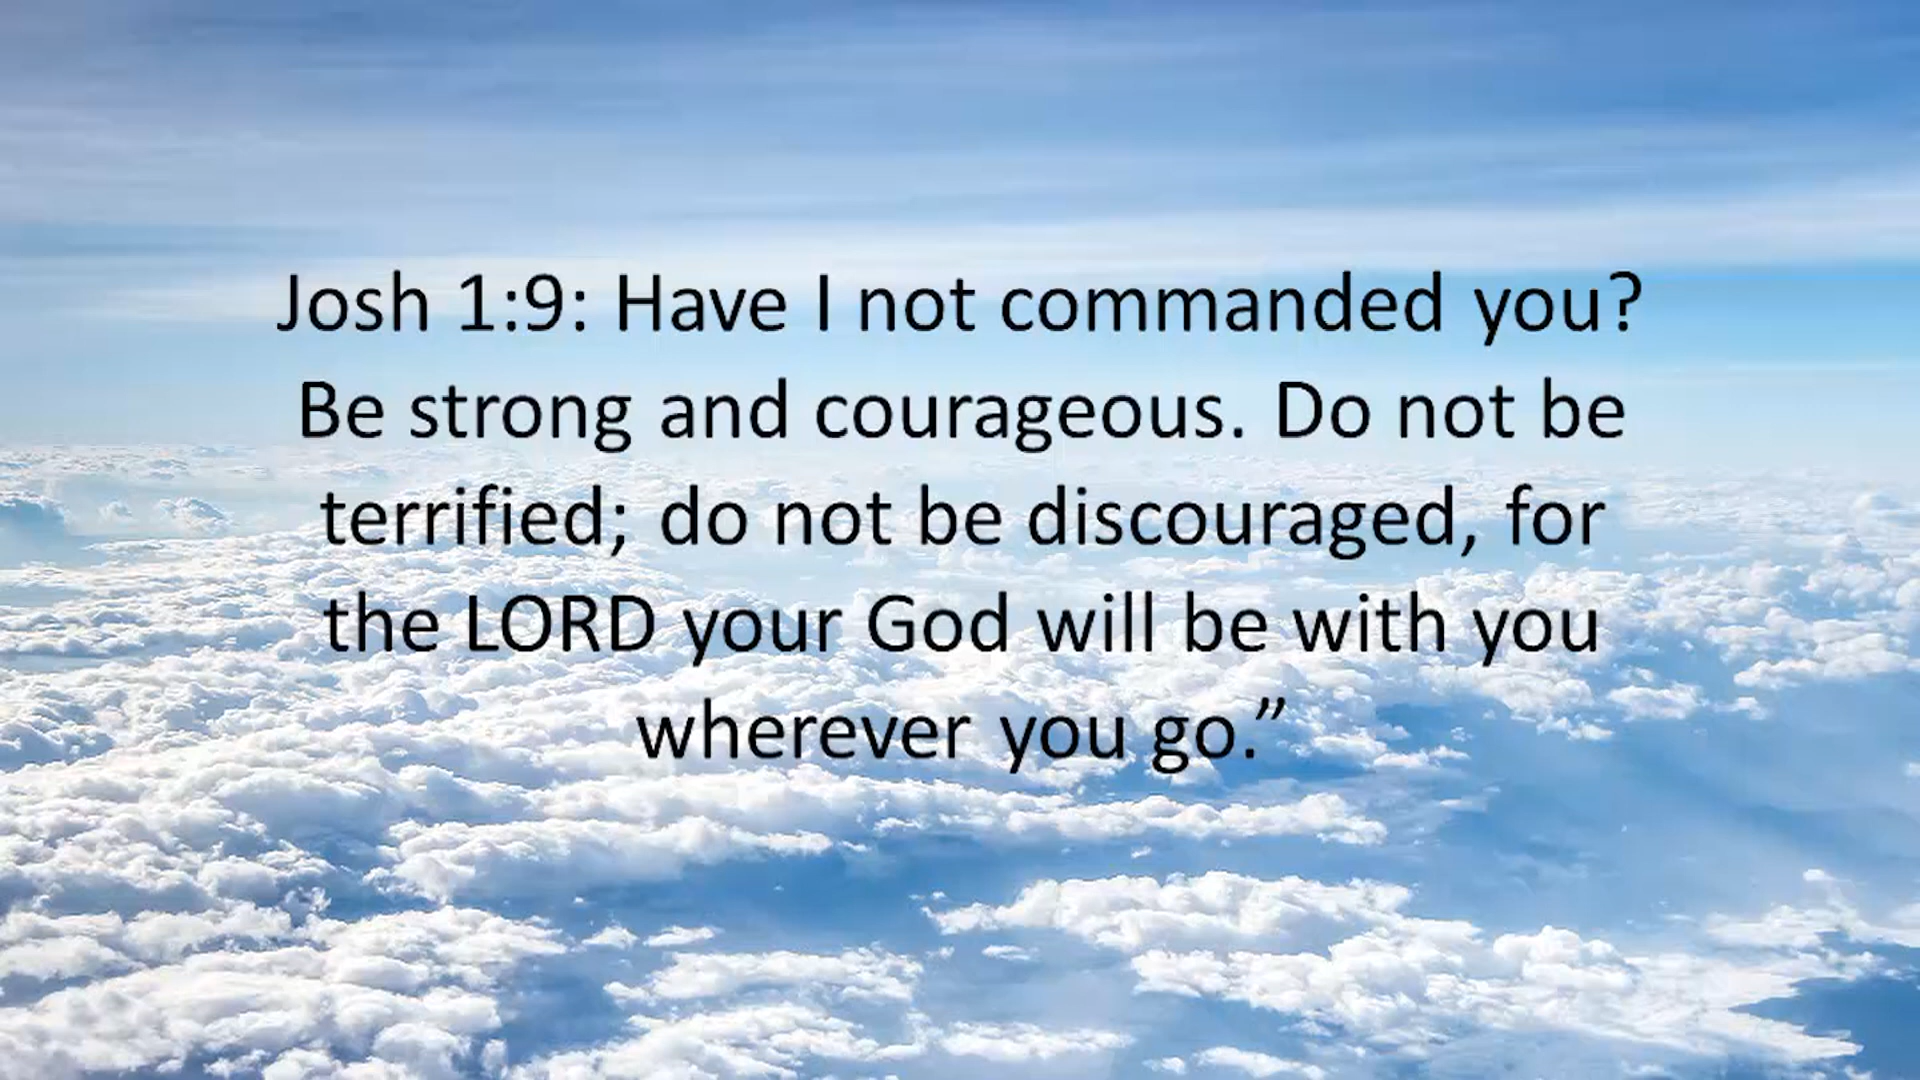 Josh 1:9: Have I not commanded you?
Be strong and courageous. Do not be
terrified; do not be discouraged, for
the LORD your God will be with you
wherever you go.”